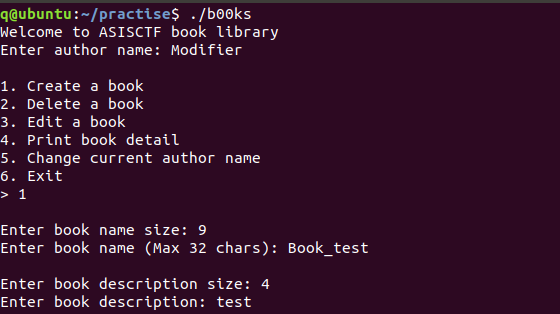 q@ubuntu:~/practise$ ./b00ks
Welcome to ASISCTF book library
Enter author name: Modifier
1. Create a book
2. Delete a book
3. Edit a book
4. Print book detail
5. Change current author name
6. Exit
> 1
Enter book name size: 9
Enter book name (Max 32 chars): Book_test
Enter book description size: 4
Enter book description: test